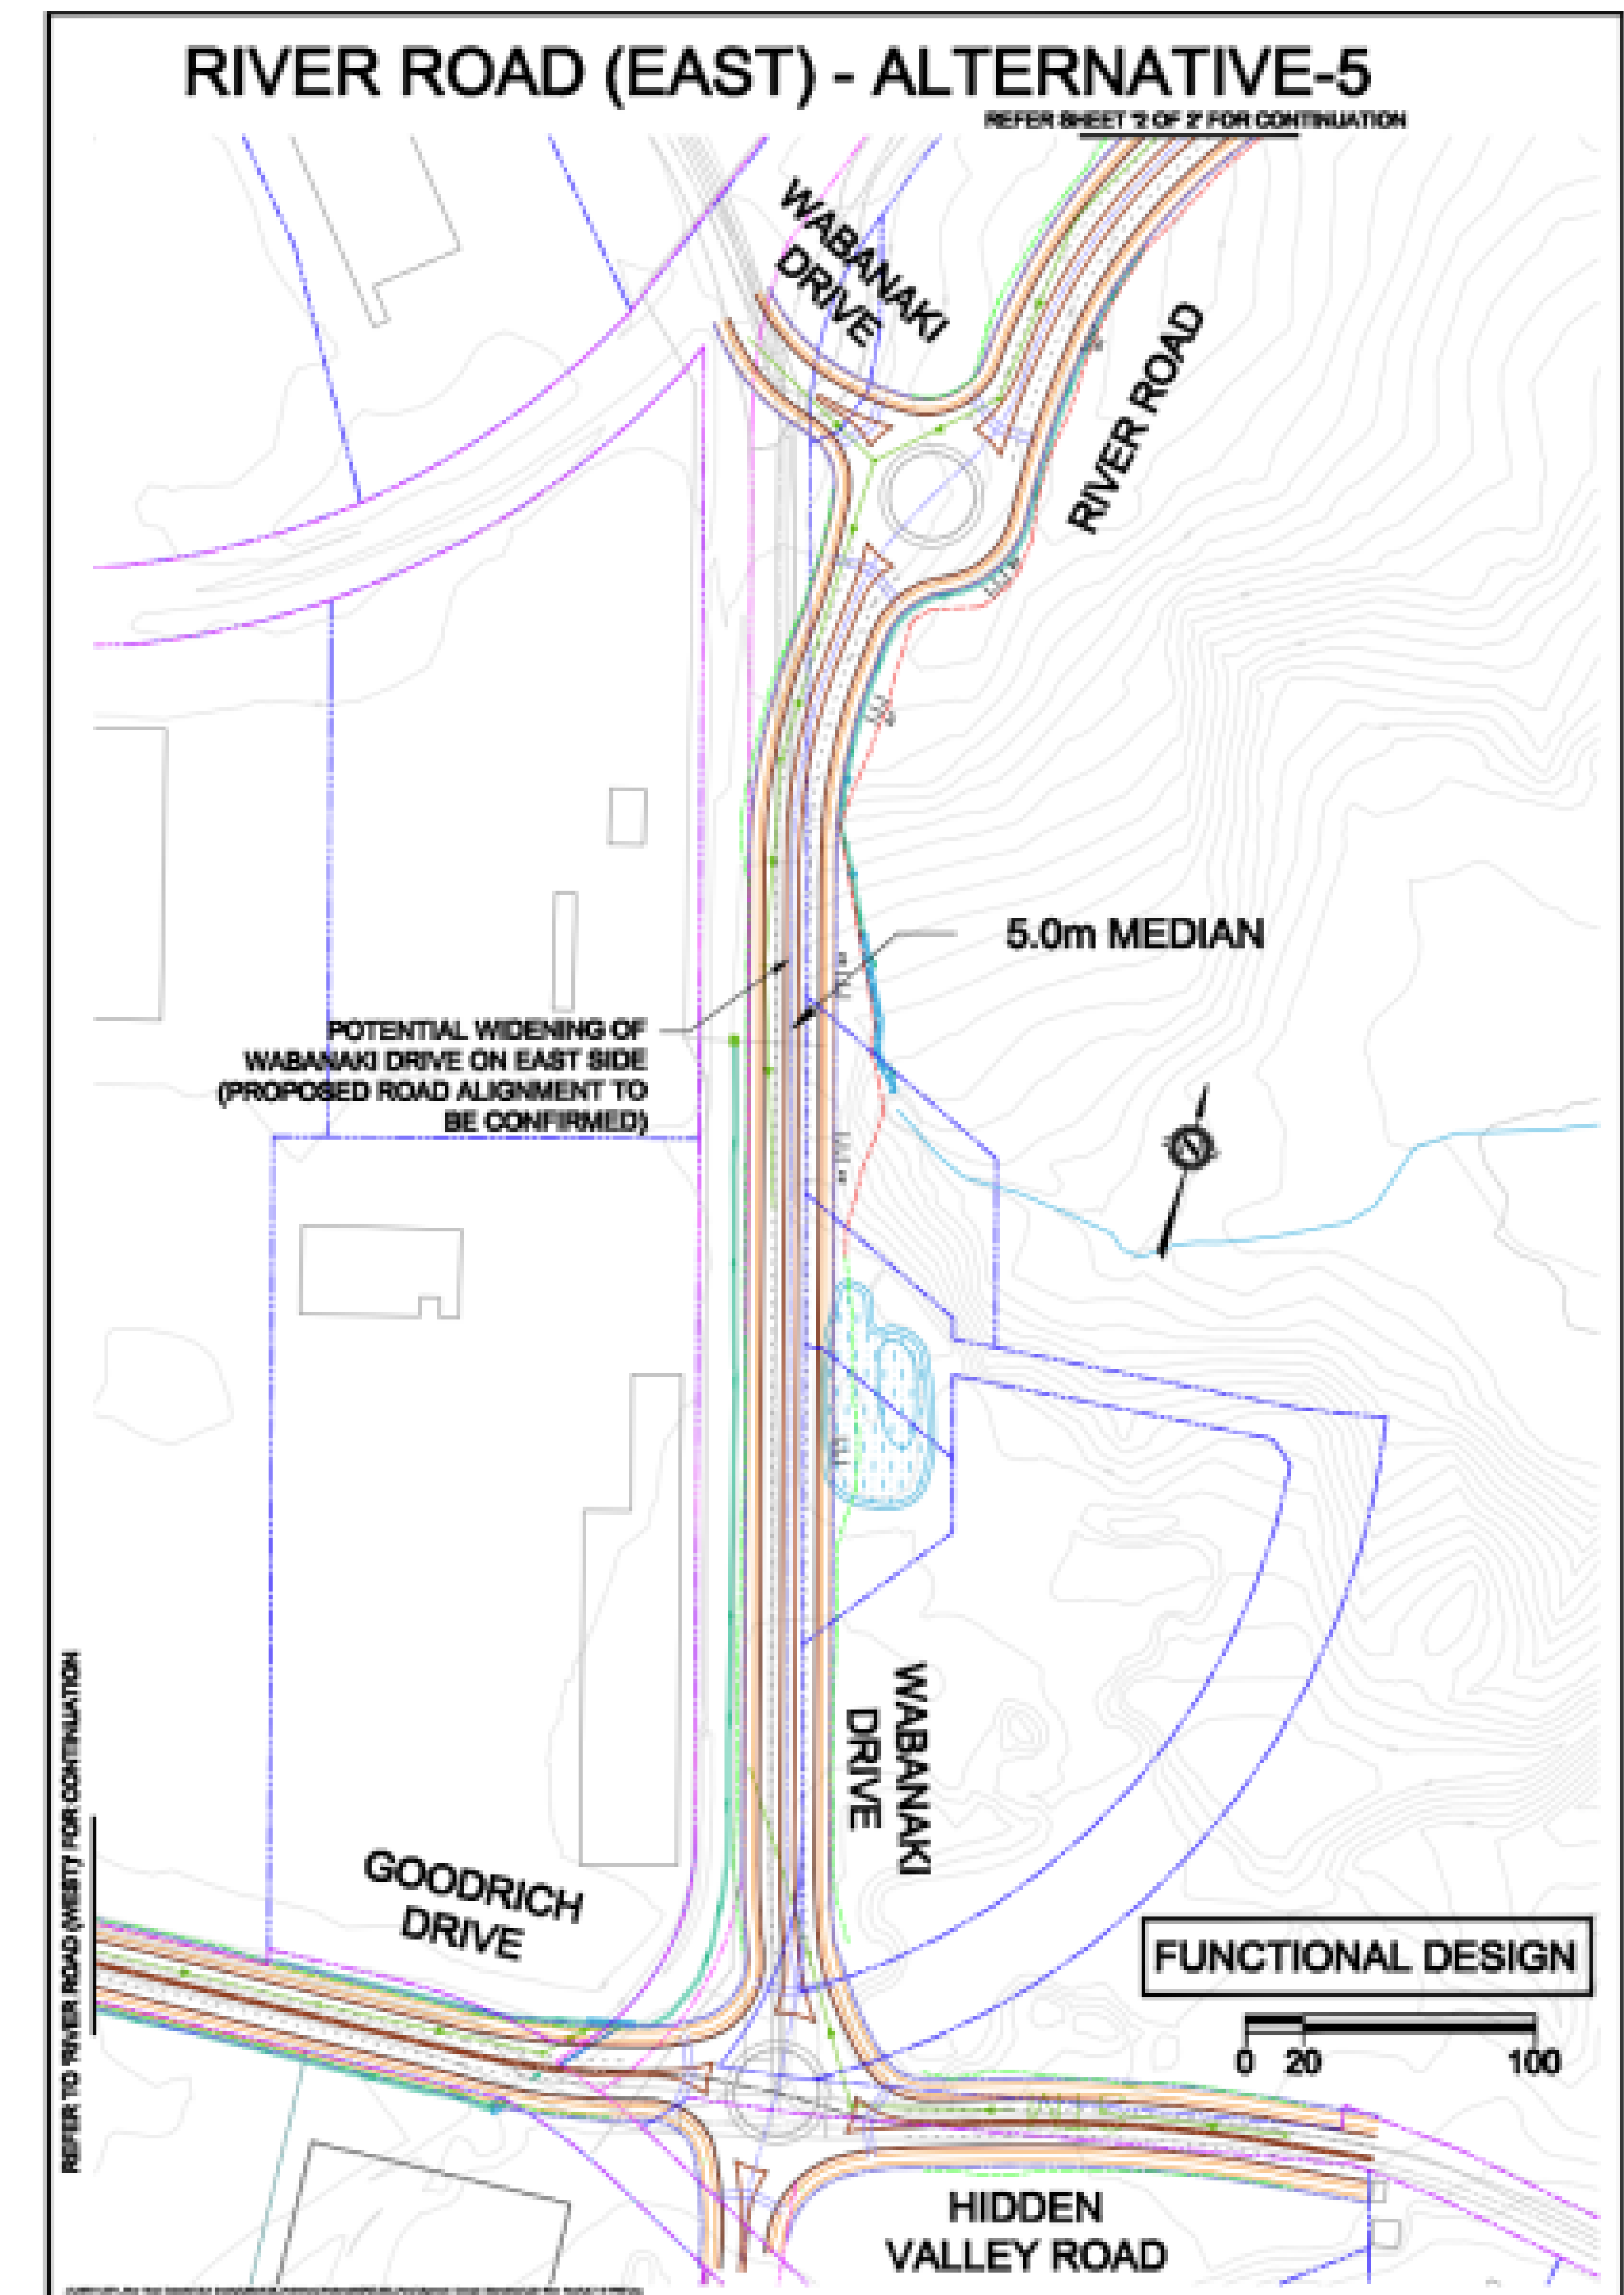 RIVER ROAD (EAST) - ALTERNATIVE-5
REFER SHEET '2 OF 2' FOR CONTINUATION
WABANAKI
DRIVE
RIVER ROAD
5.0m MEDIAN
POTENTIAL WIDENING OF
WABANAKI DRIVE ON EAST SIDE
(PROPOSED ROAD ALIGNMENT TO
BE CONFIRMED)
WABANAKI
DRIVE
GOODRICH
DRIVE
REFER TO 'RIVER ROAD (WEST)' FOR CONTINUATION
FUNCTIONAL DESIGN
0 20 100
HIDDEN
VALLEY ROAD